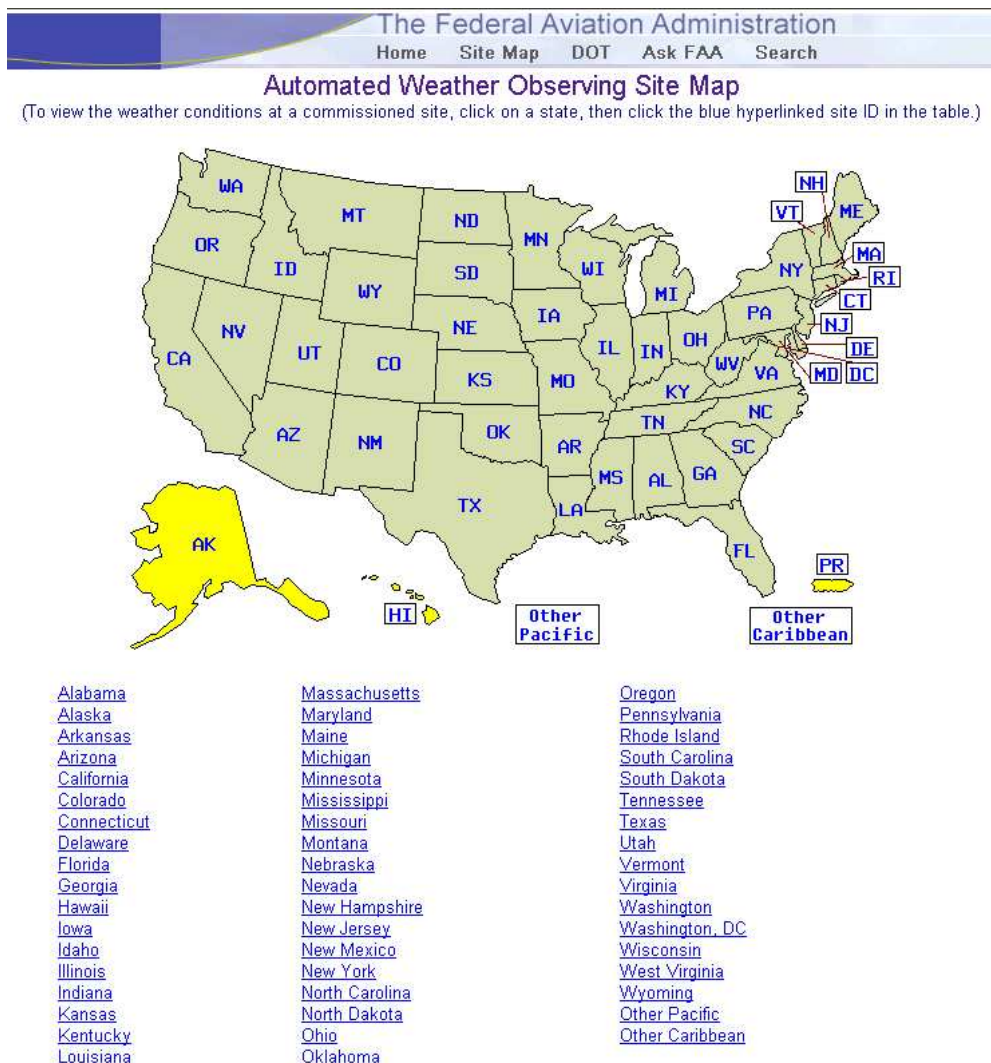 The Federal Aviation Administration
Home Site Map DOT Ask FAA Search
Automated Weather Observing Site Map
(To view the weather conditions at a commissioned site, click on a state, then click the blue hyperlinked site ID in the table.)
WA
MT
ND
MN
NH
ME
VT
OR
ID
SD
WI
NY
MA
RI
WY
MI
CT
NV
NE
IA
PA
NJ
CA
UT
CO
IL
IN
OH
DE
KS
MO
WV
VA
MD
DC
KY
AZ
NM
OK
TN
NC
AR
SC
TX
LA
MS
AL
GA
AK
FL
PR
HI
Other
Pacific
Other
Caribbean
Alabama
Alaska
Arkansas
Arizona
California
Colorado
Connecticut
Delaware
Florida
Georgia
Hawaii
Iowa
Idaho
Illinois
Indiana
Kansas
Kentucky
Louisiana
Massachusetts
Maryland
Maine
Michigan
Minnesota
Mississippi
Missouri
Montana
Nebraska
Nevada
New Hampshire
New Jersey
New Mexico
New York
North Carolina
North Dakota
Ohio
Oklahoma
Oregon
Pennsylvania
Rhode Island
South Carolina
South Dakota
Tennessee
Texas
Utah
Vermont
Virginia
Washington
Washington, DC
Wisconsin
West Virginia
Wyoming
Other Pacific
Other Caribbean